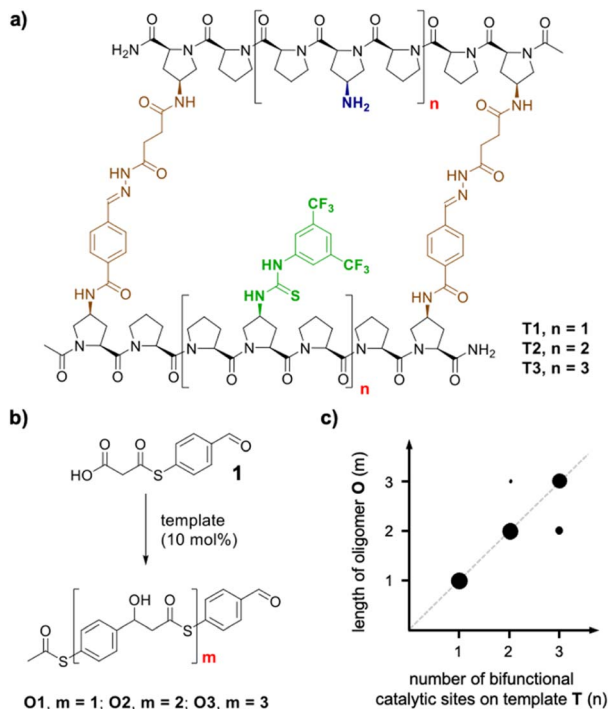 a)
H₂N O N O N O N O N O N O N O
NH₂ n
O NH HN O
O O
NH HN
N N
CF₃
CF₃
NH
HN S
O O
NH HN
N N N N N N N NH₂
O O O O O O O O
n
T1, n = 1
T2, n = 2
T3, n = 3
b)
O O O
HO S 1
template
(10 mol%)
OH O O
O S S
m
O1, m = 1; O2, m = 2; O3, m = 3
c)
length of oligomer O (m)
3
2
1
1 2 3
number of bifunctional
catalytic sites on template T (n)